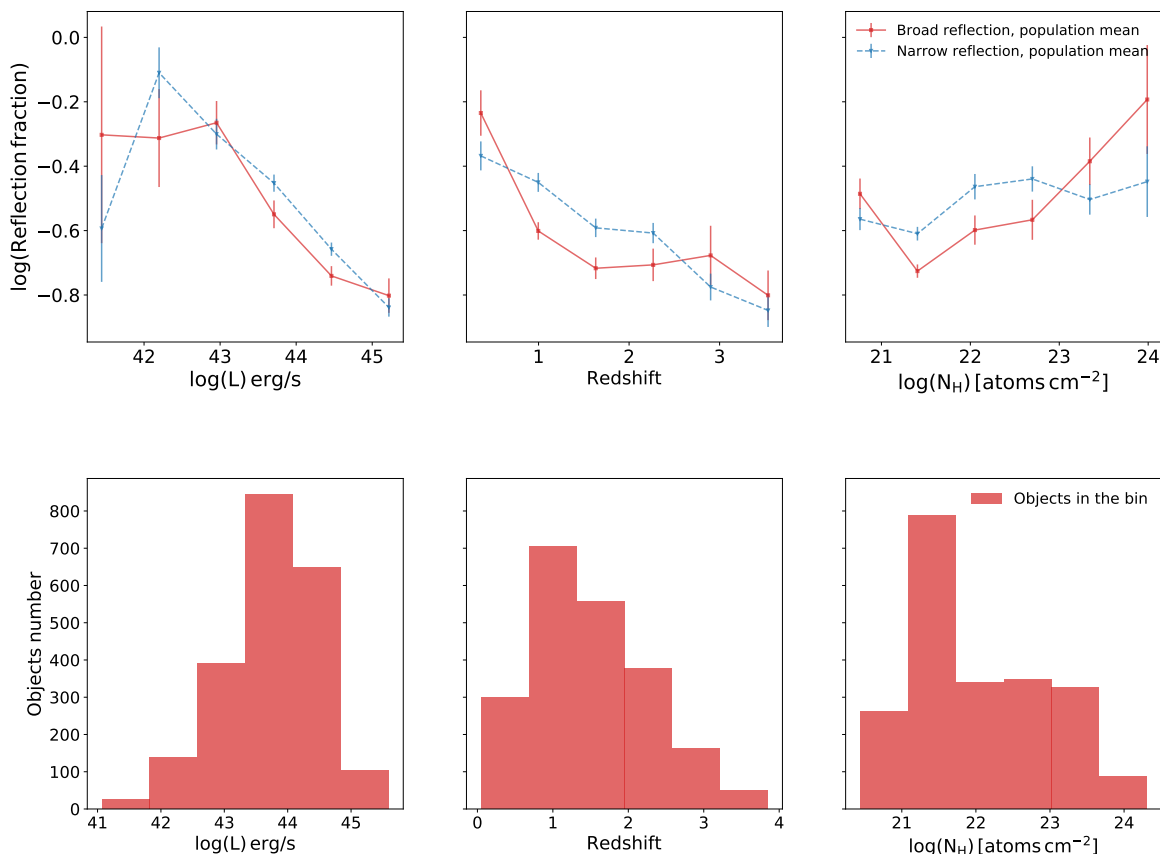 0.0
−0.2
−0.4
−0.6
−0.8
log(Reflection fraction)
42 43 44 45
log(L) erg/s
1 2 3
Redshift
Broad reflection, population mean
Narrow reflection, population mean
21 22 23 24
log(N_H) [atoms cm⁻²]
800
700
600
500
400
300
200
100
0
Objects number
41 42 43 44 45
log(L) erg/s
0 1 2 3 4
Redshift
Objects in the bin
21 22 23 24
log(N_H) [atoms cm⁻²]